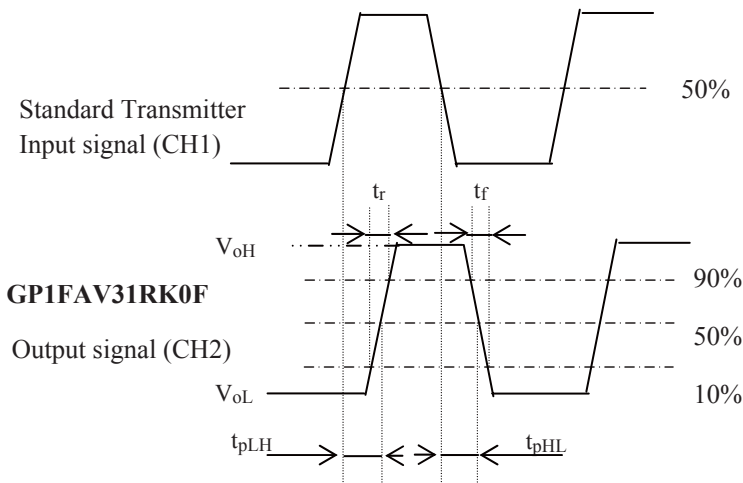 50%
Standard Transmitter
Input signal (CH1)
tr
tf
VoH
90%
GP1FAV31RK0F
50%
Output signal (CH2)
VoL
10%
tpLH
tpHL